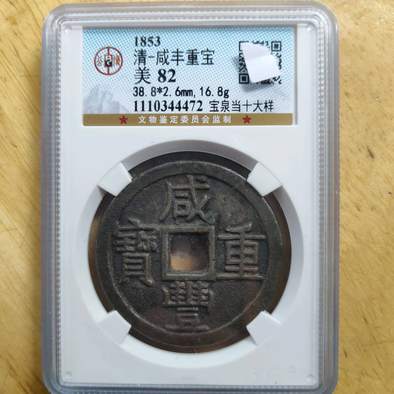 1853
清-咸丰重宝
美 82
38.8*2.6mm,16.8g
1110344472 宝泉当十大样
★ 文物鉴定委员会监制 ★
咸
寶 重
豐